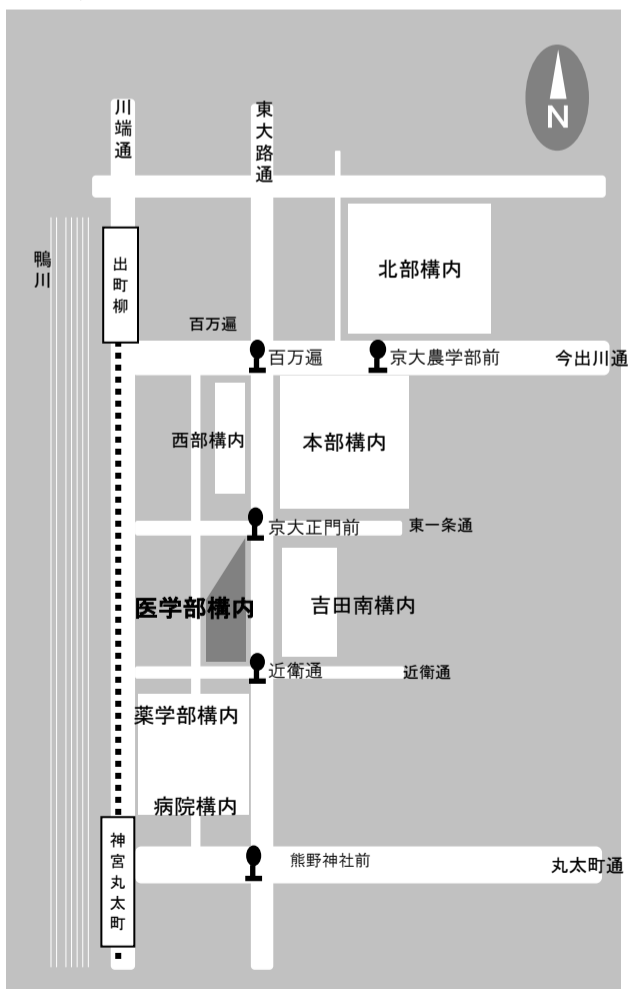 川端通
東大路通
N
鴨川
出町柳
北部構内
百万遍
百万遍
京大農学部前
今出川通
西部構内
本部構内
京大正門前
東一条通
医学部構内
吉田南構内
近衛通
近衛通
薬学部構内
病院構内
神宮丸太町
熊野神社前
丸太町通